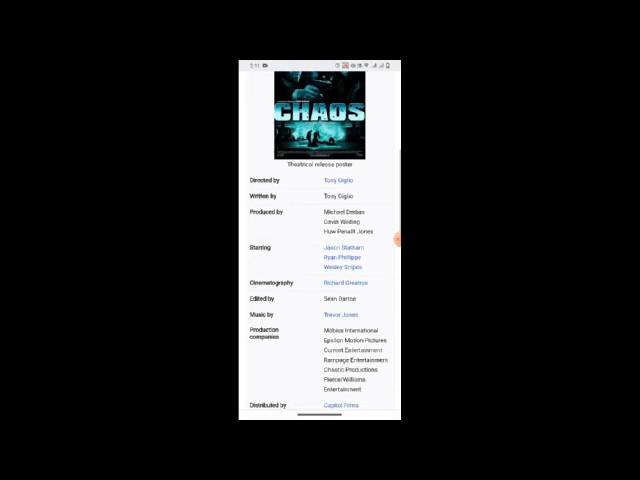 2:11
CHAOS
Theatrical release poster
Directed by Tony Giglio
Written by Tony Giglio
Produced by Michael Derbas
Gavin Wilding
Huw Penallt Jones
Starring Jason Statham
Ryan Phillippe
Wesley Snipes
Cinematography Richard Greatrex
Edited by Sean Barton
Music by Trevor Jones
Production Möbius International
companies Epsilon Motion Pictures
Current Entertainment
Rampage Entertainment
Chaotic Productions
Pierce/Williams
Entertainment
Distributed by Capitol Films